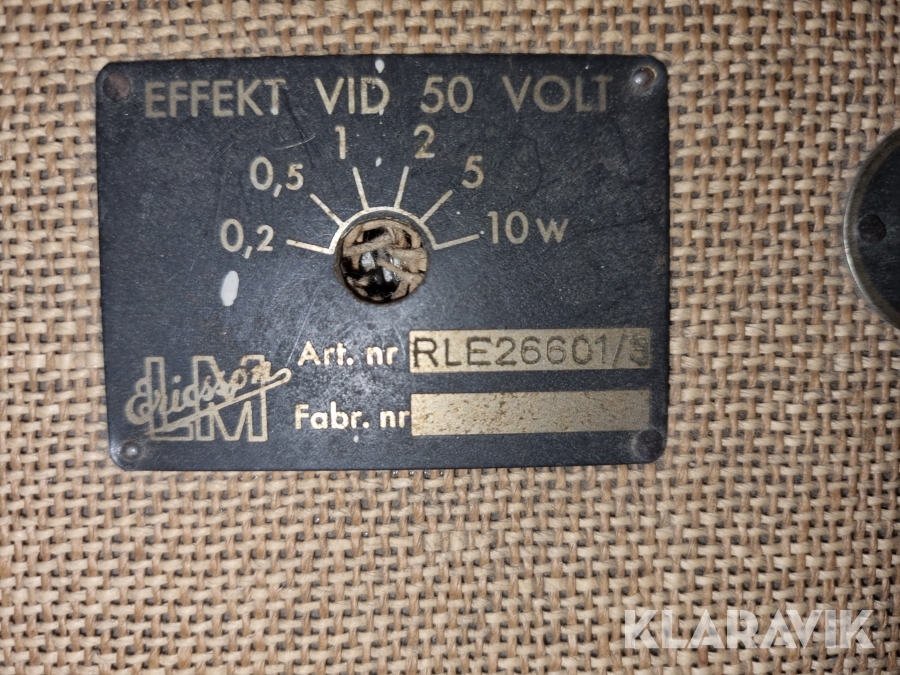 EFFEKT VID 50 VOLT
0,2 0,5 1 2 5 10 W
LM Ericsson
Art. nr RLE26601/3
Fabr. nr
KLARAVIK